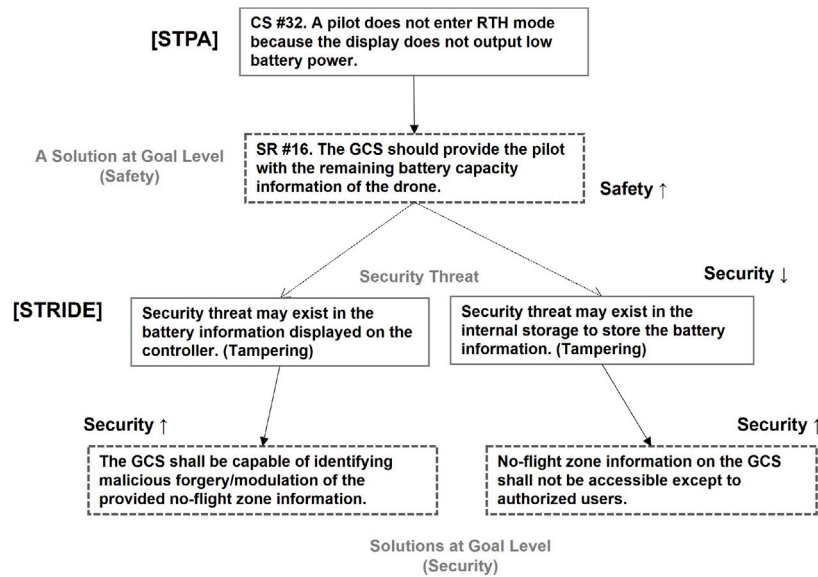 [STPA]
CS #32. A pilot does not enter RTH mode
because the display does not output low
battery power.
A Solution at Goal Level
(Safety)
SR #16. The GCS should provide the pilot
with the remaining battery capacity
information of the drone.
Safety ↑
Security Threat
Security ↓
[STRIDE]
Security threat may exist in the
battery information displayed on the
controller. (Tampering)
Security threat may exist in the
internal storage to store the battery
information. (Tampering)
Security ↑
Security ↑
The GCS shall be capable of identifying
malicious forgery/modulation of the
provided no-flight zone information.
No-flight zone information on the GCS
shall not be accessible except to
authorized users.
Solutions at Goal Level
(Security)